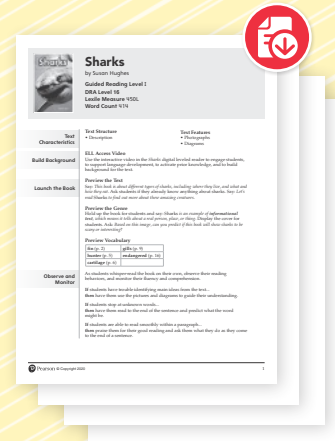 Sharks
Sharks
by Susan Hughes
Guided Reading Level I
DRA Level 16
Lexile Measure 450L
Word Count 414
Text
Characteristics
Text Structure
• Description
Text Features
• Photographs
• Diagrams
Build Background
ELL Access Video
Use the interactive video in the Sharks digital leveled reader to engage students,
to support language development, to activate prior knowledge, and to build
background for the text.
Launch the Book
Preview the Text
Say: This book is about different types of sharks, including where they live, and what and
how they eat. Ask students if they already know anything about sharks. Say: Let's
read Sharks to find out more about these amazing creatures.
Preview the Genre
Hold up the book for students and say: Sharks is an example of informational
text, which means it tells about a real person, place, or thing. Display the cover for
students. Ask: Based on this image, can you predict if this book will show sharks to be
scary or interesting?
Preview Vocabulary
fin (p. 2)
gills (p. 9)
hunter (p. 5)
endangered (p. 16)
cartilage (p. 6)
Observe and
Monitor
As students whisper-read the book on their own, observe their reading
behaviors, and monitor their fluency and comprehension.
If students have trouble identifying main ideas from the text...
then have them use the pictures and diagrams to guide their understanding.
If students stop at unknown words...
then have them read to the end of the sentence and predict what the word
might be.
If students are able to read smoothly within a paragraph...
then praise them for their good reading and ask them what they do as they come
to the end of a sentence.
Pearson © Copyright 2020
1